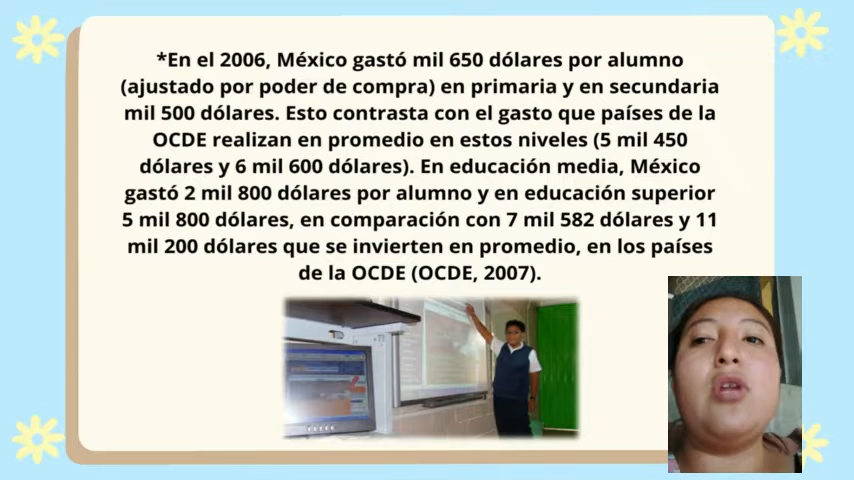 *En el 2006, México gastó mil 650 dólares por alumno
(ajustado por poder de compra) en primaria y en secundaria
mil 500 dólares. Esto contrasta con el gasto que países de la
OCDE realizan en promedio en estos niveles (5 mil 450
dólares y 6 mil 600 dólares). En educación media, México
gastó 2 mil 800 dólares por alumno y en educación superior
5 mil 800 dólares, en comparación con 7 mil 582 dólares y 11
mil 200 dólares que se invierten en promedio, en los países
de la OCDE (OCDE, 2007).